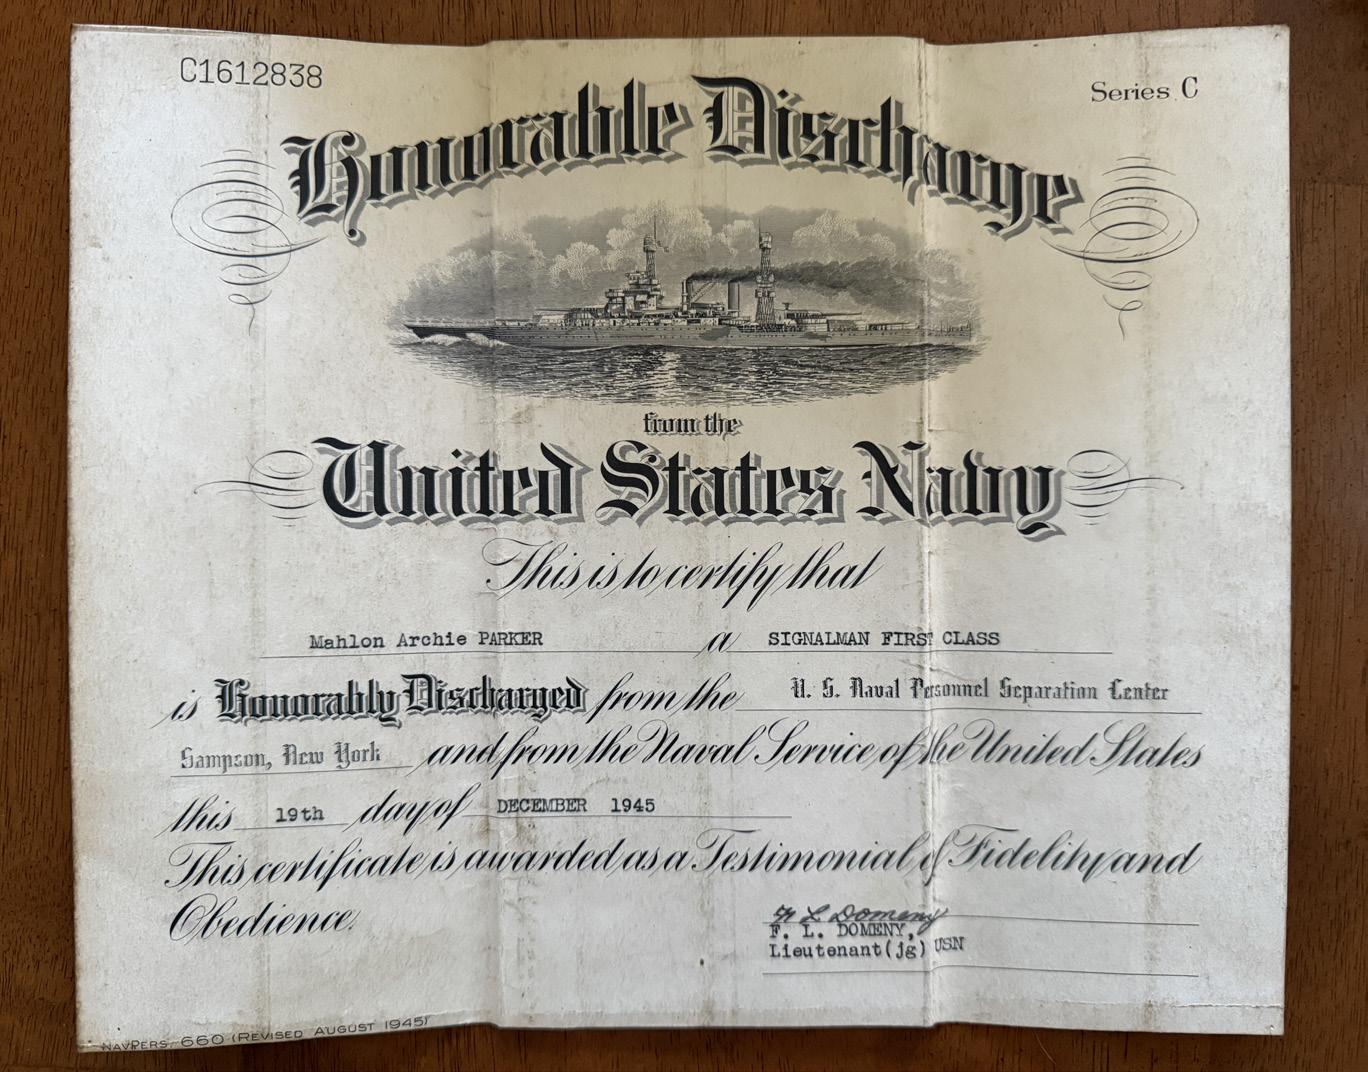 C1612838
Series C
Honorable Discharge
from the
United States Navy
This is to certify that
Mahlon Archie PARKER a SIGNALMAN FIRST CLASS
is Honorably Discharged from the U. S. Naval Personnel Separation Center
Sampson, New York and from the Naval Service of the United States
this 19th day of DECEMBER 1945
This certificate is awarded as a Testimonial of Fidelity and
Obedience.
F L Domeny
F. L. DOMENY,
Lieutenant(jg) USN
NAVPERS. 660 (REVISED AUGUST 1945)